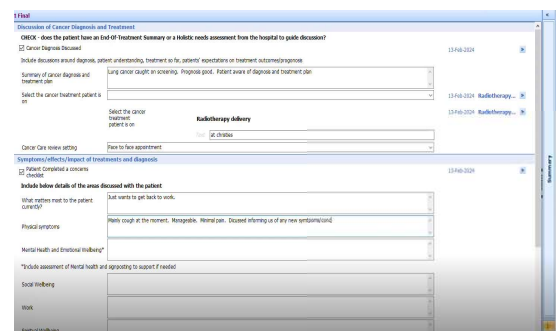 t Final
Discussion of Cancer Diagnosis and Treatment
CHECK - does the patient have an End-Of-Treatment Summary or a Holistic needs assessment from the hospital to guide discussion?
Cancer Diagnosis Discussed
13-Feb-2024
Include discussions around diagnosis, patient understanding, treatment so far, patients' expectations on treatment outcomes/prognosis
Summary of cancer diagnosis and treatment plan
Lung cancer caught on screening. Prognosis good. Patient aware of diagnosis and treatment plan
Select the cancer treatment patient is on
13-Feb-2024 Radiotherapy...
Select the cancer treatment patient is on
Radiotherapy delivery
13-Feb-2024 Radiotherapy...
at christies
Cancer Care review setting
Face to face appointment
Symptoms/effects/impact of treatments and diagnosis
Patient Completed a concerns checklist
13-Feb-2024
Include below details of the areas discussed with the patient
What matters most to the patient currently?
Just wants to get back to work.
Physical symptoms
Mainly cough at the moment. Manageable. Minimal pain. Dicussed informing us of any new symptoms/conc
Mental Health and Emotional Wellbeing*
*Include assessment of Mental health and signposting to support if needed
Social Wellbeing
Work
Summary